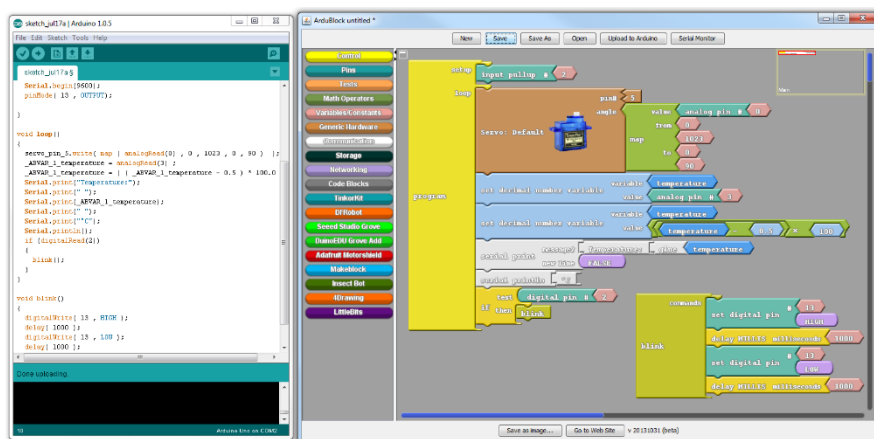 sketch_jul17a | Arduino 1.0.5
File Edit Sketch Tools Help
sketch_jul17a §
Serial.begin(9600);
pinMode( 13 , OUTPUT);
}
void loop()
{
servo_pin_5.write( map ( analogRead(0) , 0 , 1023 , 0 , 90 ) );
_ABVAR_1_temperature = analogRead(3) ;
_ABVAR_1_temperature = ( ( _ABVAR_1_temperature - 0.5 ) * 100.0
Serial.print("Temperature:");
Serial.print(" ");
Serial.print(_ABVAR_1_temperature);
Serial.print(" ");
Serial.print("°C");
Serial.println();
if (digitalRead(2))
{
blink();
}
}
void blink()
{
digitalWrite( 13 , HIGH );
delay( 1000 );
digitalWrite( 13 , LOW );
delay( 1000 );
Done uploading.
Arduino Uno on COM2
ArduBlock untitled *
New Save Save As Open Upload to Arduino Serial Monitor
Control
Pins
Tests
Math Operators
Variables/Constants
Generic Hardware
Communication
Storage
Networking
Code Blocks
TinkerKit
DFRobot
Seeed Studio Grove
DuinoEDU Grove Add
Adafruit Motorshield
Makeblock
Insect Bot
4Drawing
LittleBits
Main
program
setup
input pullup # 2
loop
Servo: Default
pin# 5
angle
map
value analog pin # 0
from 0
1023
to 0
90
set decimal number variable
variable temperature
value analog pin # 3
set decimal number variable
variable temperature
value temperature - 0.5 × 100
serial print
message Temperature: glue temperature
new line FALSE
serial println
if
test digital pin # 2
then blink
blink
commands
set digital pin
# 13
HIGH
delay MILLIS milliseconds 1000
set digital pin
# 13
LOW
delay MILLIS milliseconds 1000
Save as image... Go to Web Site v 20131031 (beta)